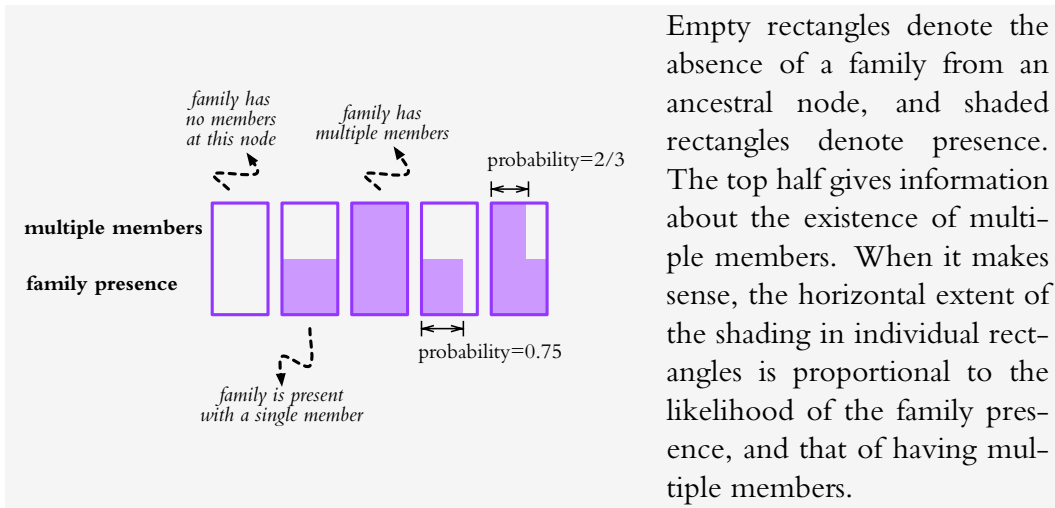 family has
no members
at this node
family has
multiple members
probability=2/3
multiple members
family presence
probability=0.75
family is present
with a single member
Empty rectangles denote the
absence of a family from an
ancestral node, and shaded
rectangles denote presence.
The top half gives information
about the existence of multi-
ple members. When it makes
sense, the horizontal extent of
the shading in individual rect-
angles is proportional to the
likelihood of the family pres-
ence, and that of having mul-
tiple members.